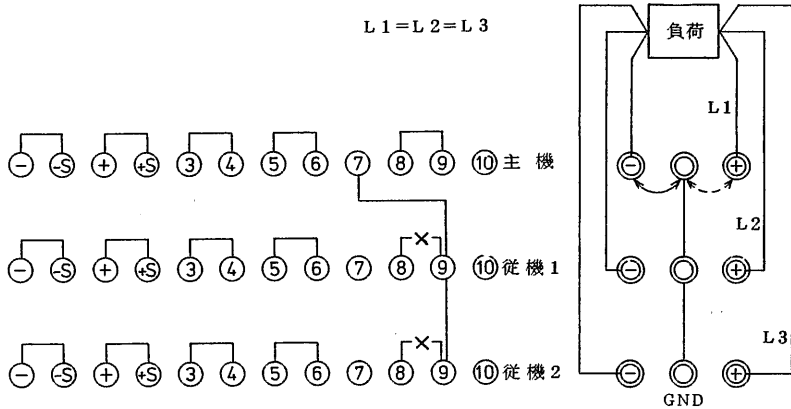 L1=L2=L3
負荷
L1
− -S + +S 3 4 5 6 7 8 9 10 主機
− +
L2
− -S + +S 3 4 5 6 7 8 9 10 従機1
− +
L3
− -S + +S 3 4 5 6 7 8 9 10 従機2
− +
GND